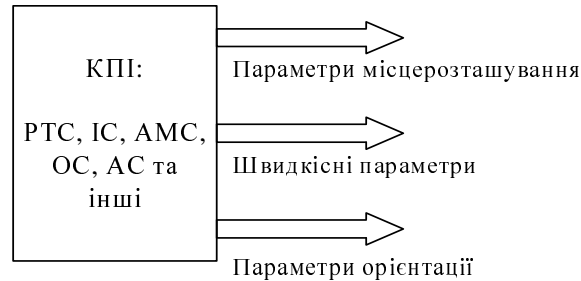 КПІ:
РТС, ІС, АМС,
ОС, АС та
інші
Параметри місцерозташування
Швидкісні параметри
Параметри орієнтації